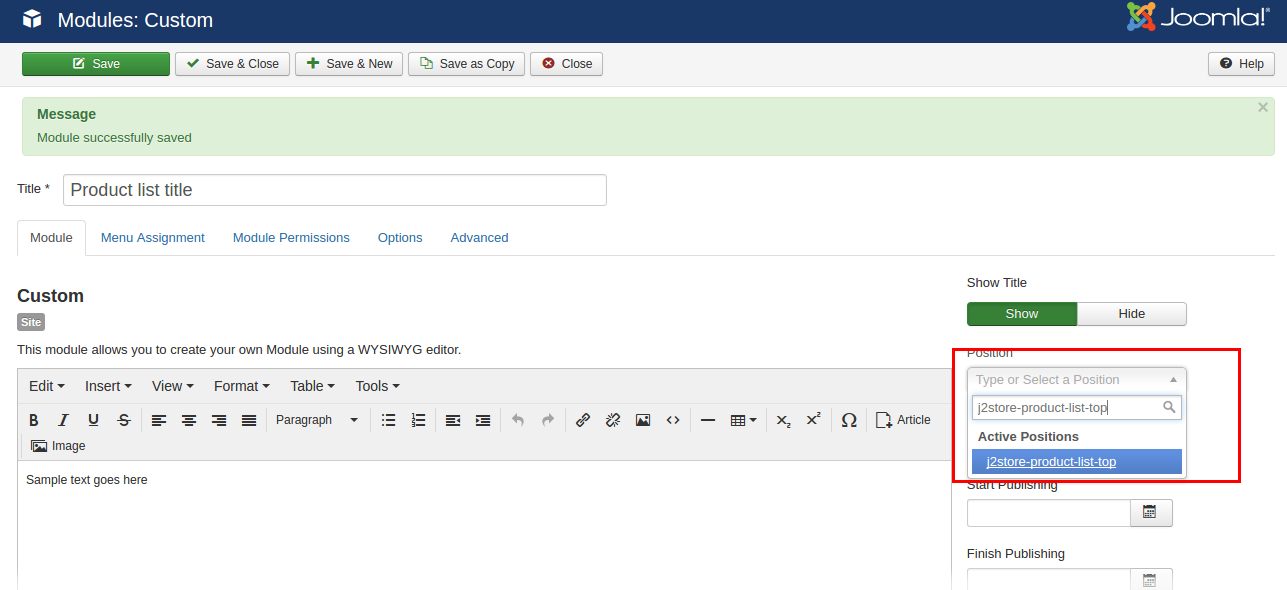 Modules: Custom
Joomla!®
Save
Save & Close
Save & New
Save as Copy
Close
Help
Message
×
Module successfully saved
Title *
Product list title
Module
Menu Assignment
Module Permissions
Options
Advanced
Custom
Site
This module allows you to create your own Module using a WYSIWYG editor.
Edit
Insert
View
Format
Table
Tools
B I U S
Paragraph
Ω
Article
Image
Sample text goes here
Show Title
Show
Hide
Position
Type or Select a Position
j2store-product-list-top
Active Positions
j2store-product-list-top
Start Publishing
Finish Publishing